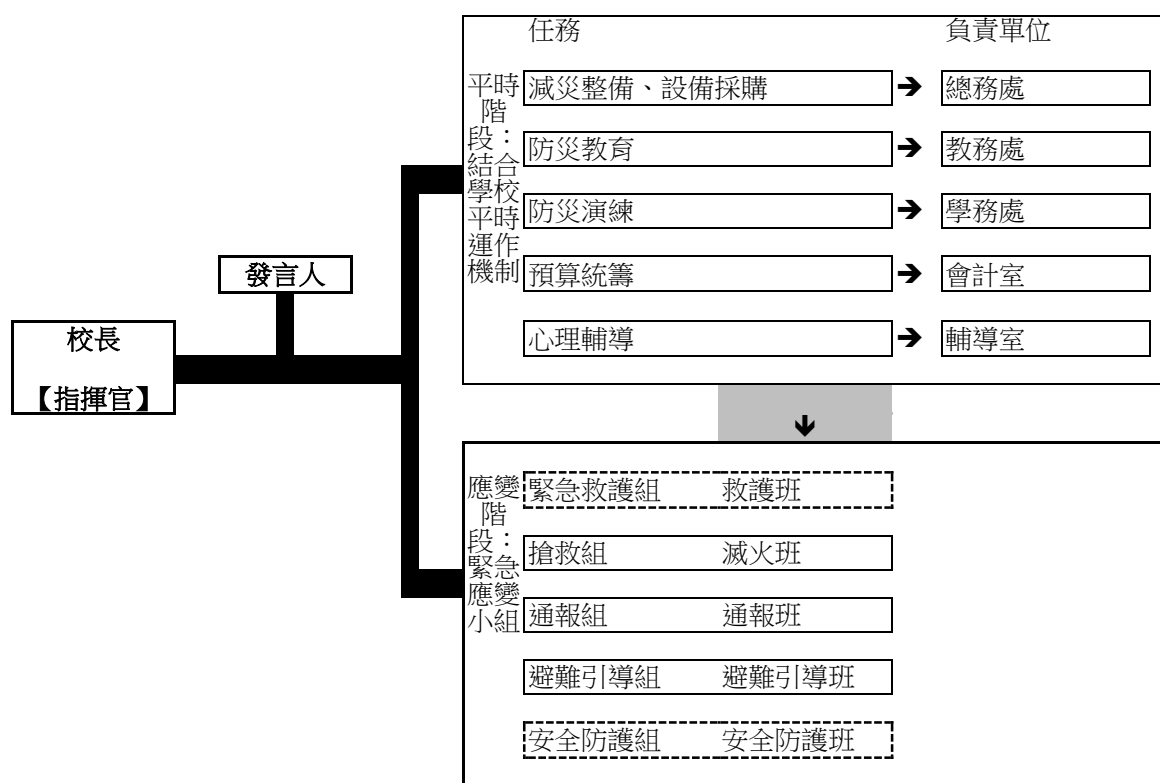 任務 負責單位
平時
階
段：
結合
學校
平時
運作
機制
減災整備、設備採購 ➔ 總務處
防災教育 ➔ 教務處
防災演練 ➔ 學務處
預算統籌 ➔ 會計室
心理輔導 ➔ 輔導室
發言人
校長
【指揮官】
應變
階
段：
緊急
應變
小組
緊急救護組 救護班
搶救組 滅火班
通報組 通報班
避難引導組 避難引導班
安全防護組 安全防護班